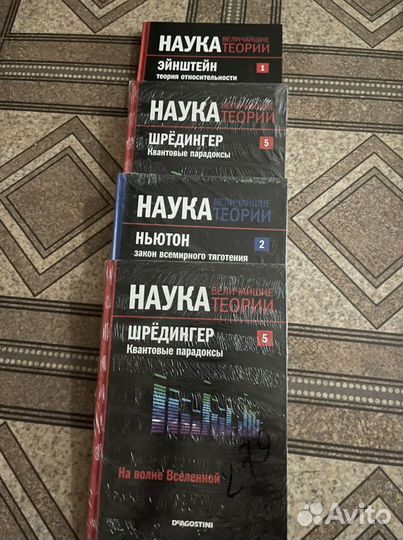 НАУКА ВЕЛИЧАЙШИЕ ТЕОРИИ
ЭЙНШТЕЙН 1
теория относительности
НАУКА ВЕЛИЧАЙШИЕ ТЕОРИИ
ШРЁДИНГЕР 5
Квантовые парадоксы
НАУКА ВЕЛИЧАЙШИЕ ТЕОРИИ
НЬЮТОН 2
закон всемирного тяготения
НАУКА ВЕЛИЧАЙШИЕ ТЕОРИИ
ШРЁДИНГЕР 5
Квантовые парадоксы
На волне Вселенной
279
DEAGOSTINI
Avito